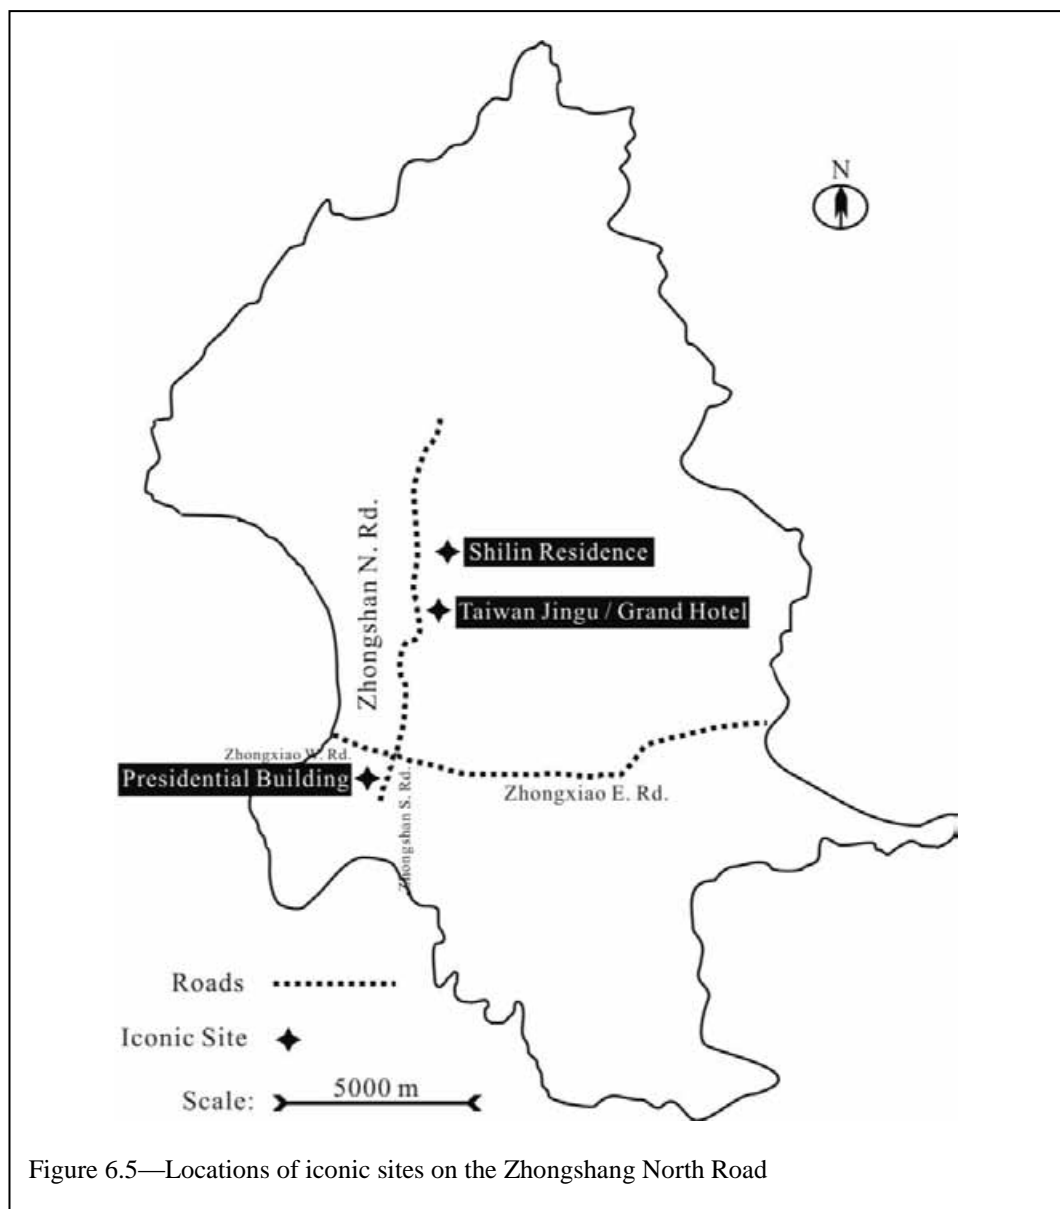 N
Zhongshan N. Rd.
Shilin Residence
Taiwan Jingu / Grand Hotel
Zhongxiao W. Rd.
Presidential Building
Zhongshan S. Rd.
Zhongxiao E. Rd.
Roads
Iconic Site
Scale:
5000 m
Figure 6.5—Locations of iconic sites on the Zhongshang North Road